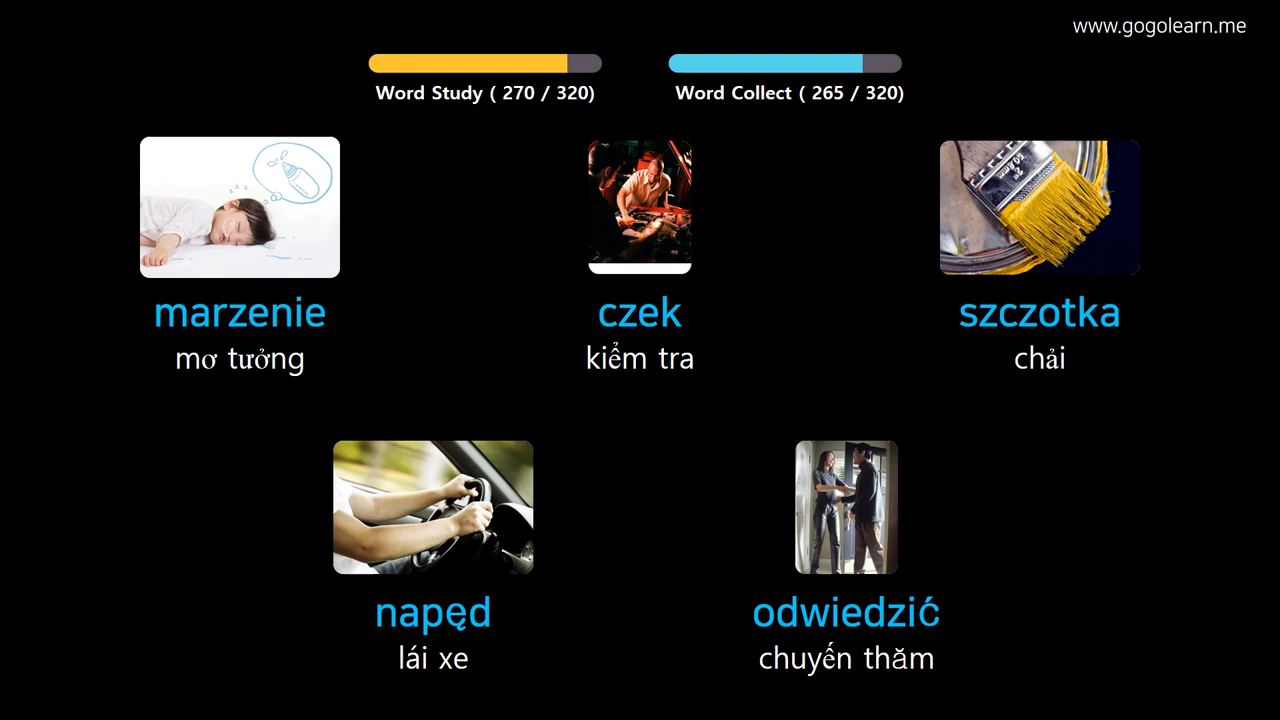 www.gogolearn.me
Word Study ( 270 / 320)
Word Collect ( 265 / 320)
marzenie
mơ tưởng
czek
kiểm tra
szczotka
chải
napęd
lái xe
odwiedzić
chuyến thăm